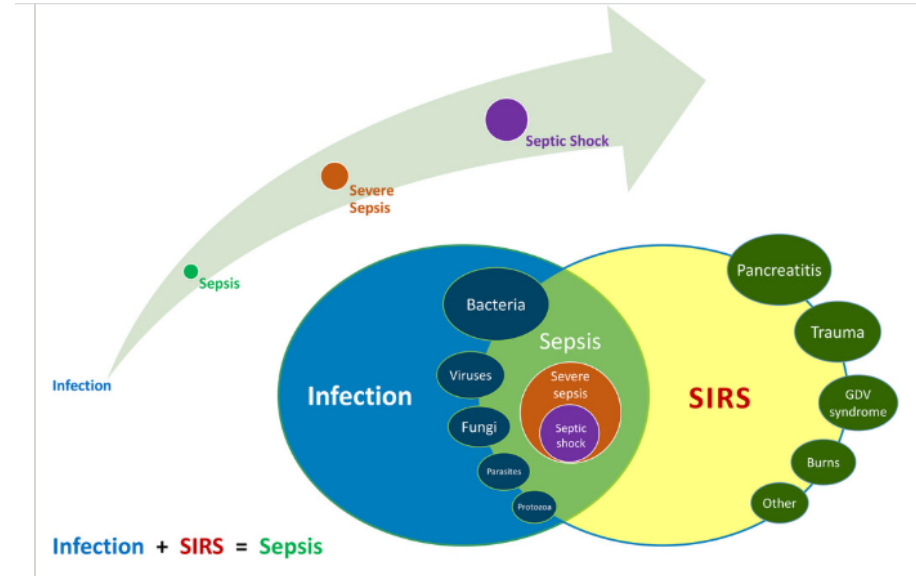 Septic Shock
Severe
Sepsis
Sepsis
Infection
Bacteria
Viruses
Fungi
Parasites
Protozoa
Infection
Sepsis
Severe
sepsis
Septic
shock
SIRS
Pancreatitis
Trauma
GDV
syndrome
Burns
Other
Infection + SIRS = Sepsis